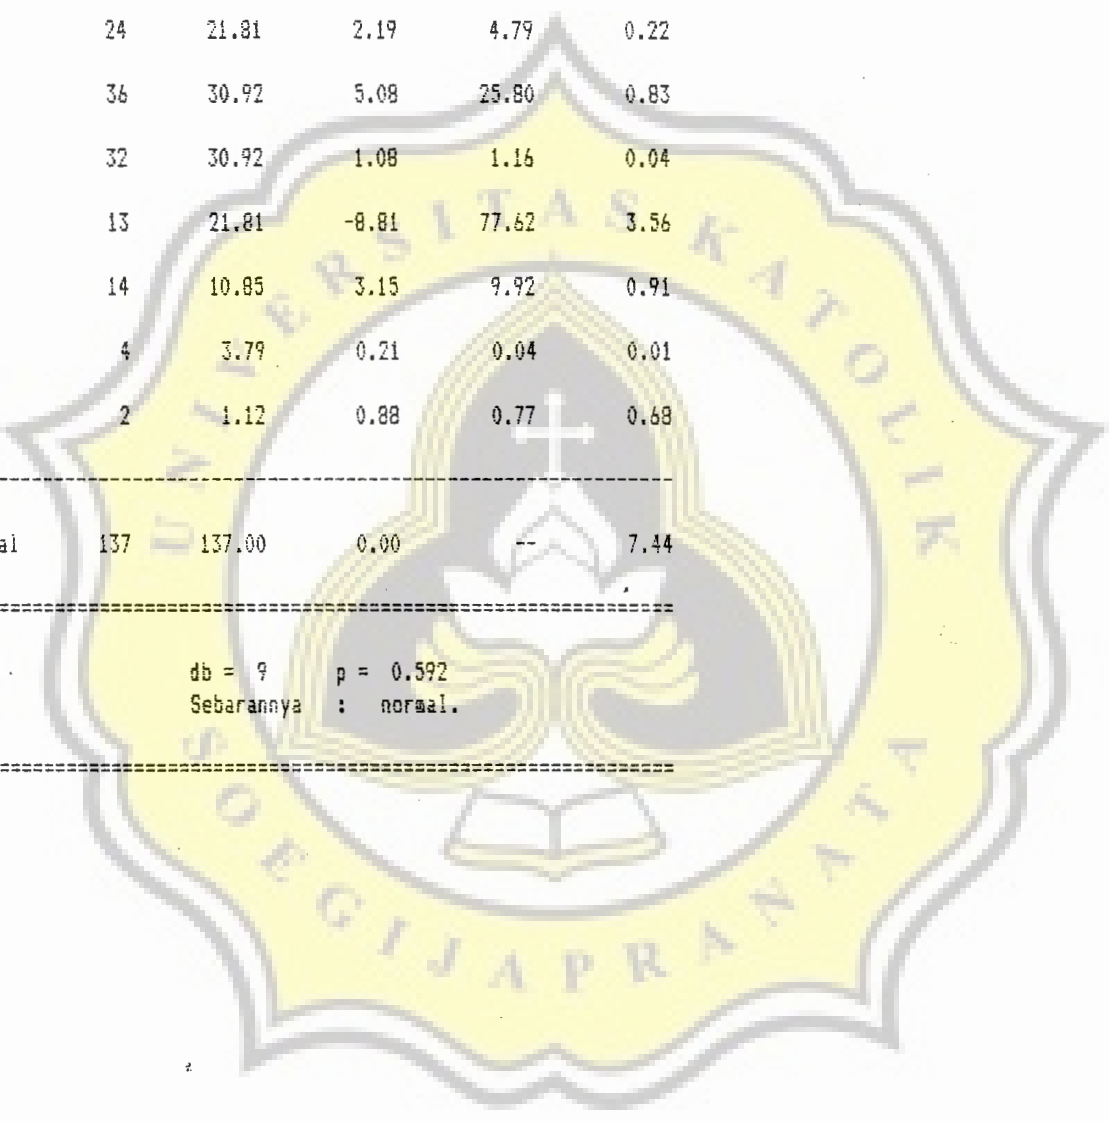 24 21.81 2.19 4.79 0.22
36 30.92 5.08 25.80 0.83
32 30.92 1.08 1.16 0.04
13 21.81 -8.81 77.62 3.56
14 10.85 3.15 9.92 0.91
4 3.79 0.21 0.04 0.01
2 1.12 0.88 0.77 0.68
al 137 137.00 0.00 -- 7.44
db = 9 p = 0.592
Sebarannya : normal.
UNIVERSITAS KATOLIK
SOEGIJAPRANATA